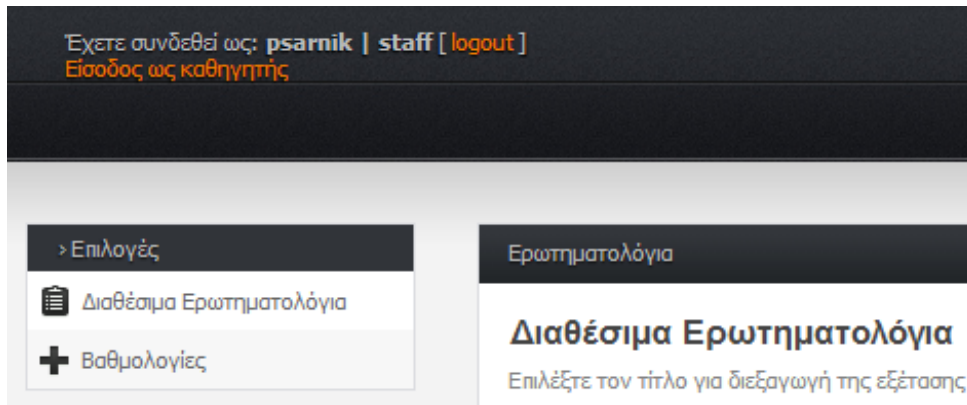 Έχετε συνδεθεί ως: psarnik | staff [ logout ]
Είσοδος ως καθηγητής
> Επιλογές
Διαθέσιμα Ερωτηματολόγια
Βαθμολογίες
Ερωτηματολόγια
Διαθέσιμα Ερωτηματολόγια
Επιλέξτε τον τίτλο για διεξαγωγή της εξέτασης